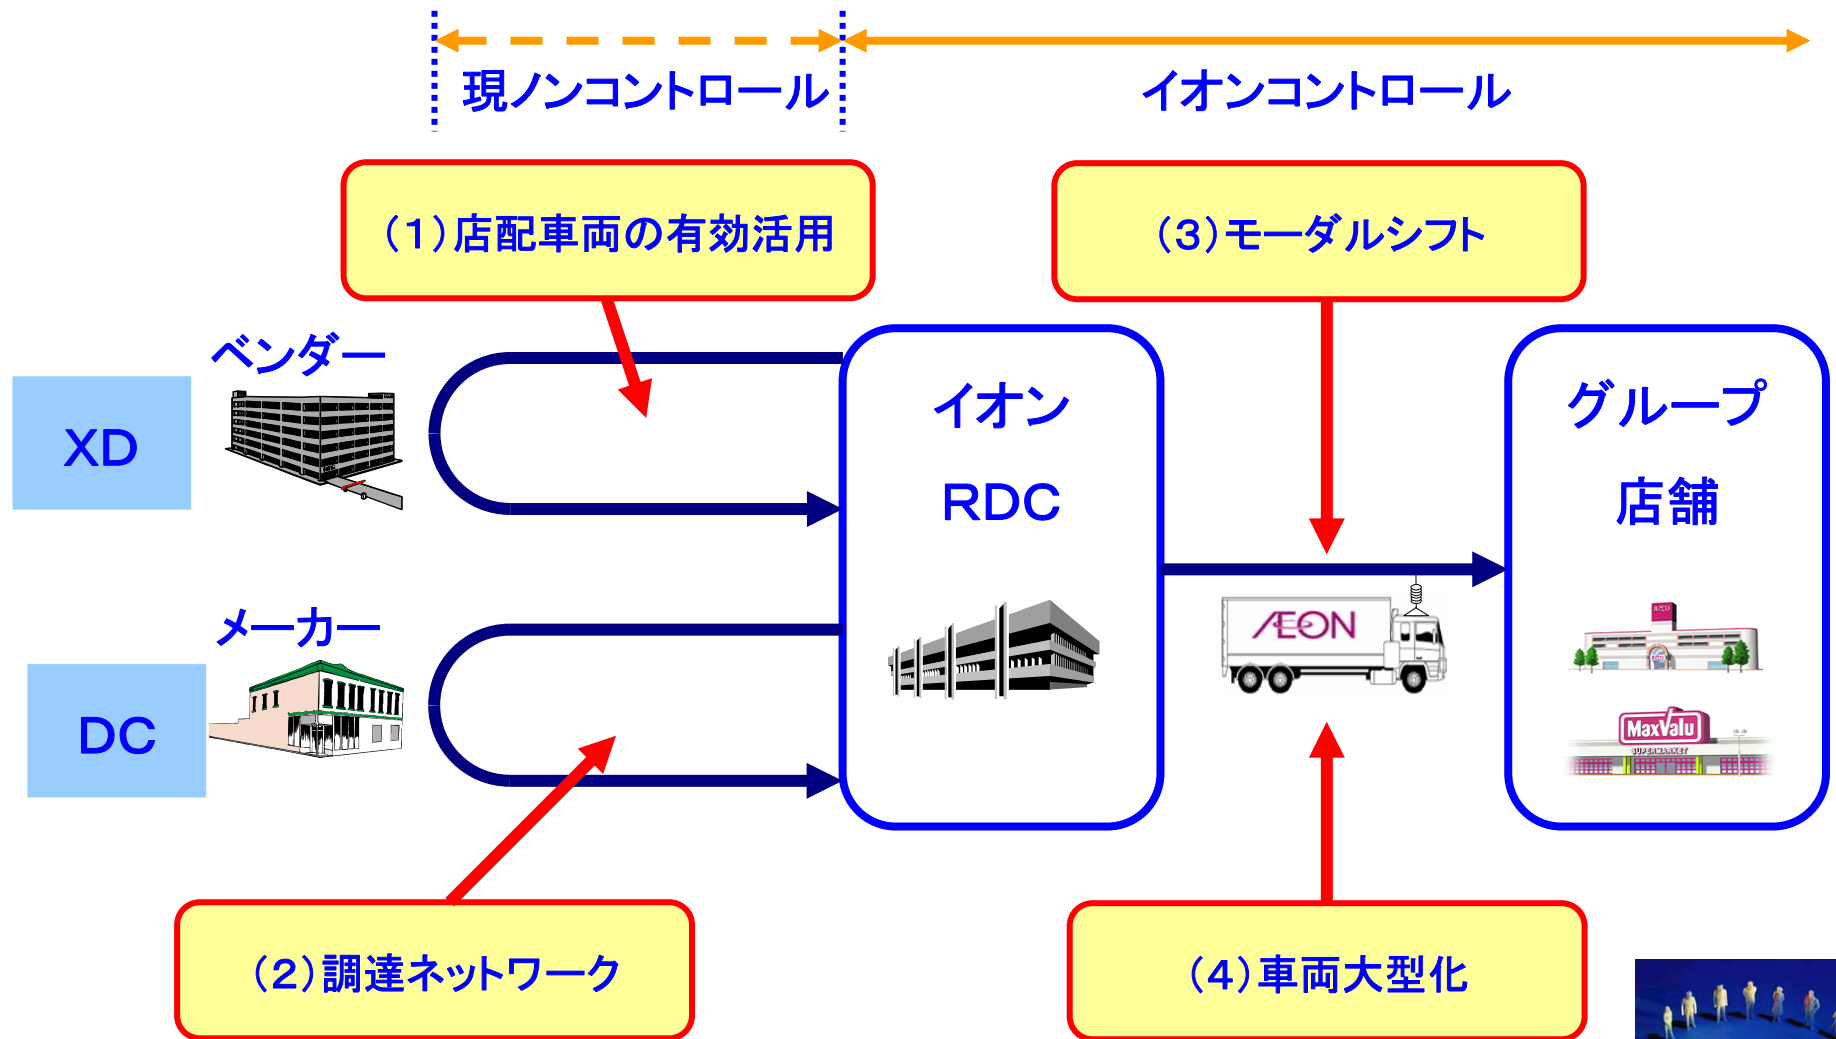 現ノンコントロール
イオンコントロール
（１）店配車両の有効活用
（３）モーダルシフト
ベンダー
XD
イオン
RDC
グループ
店舗
メーカー
DC
ÆON
MaxValu
SUPERMARKET
（２）調達ネットワーク
（４）車両大型化